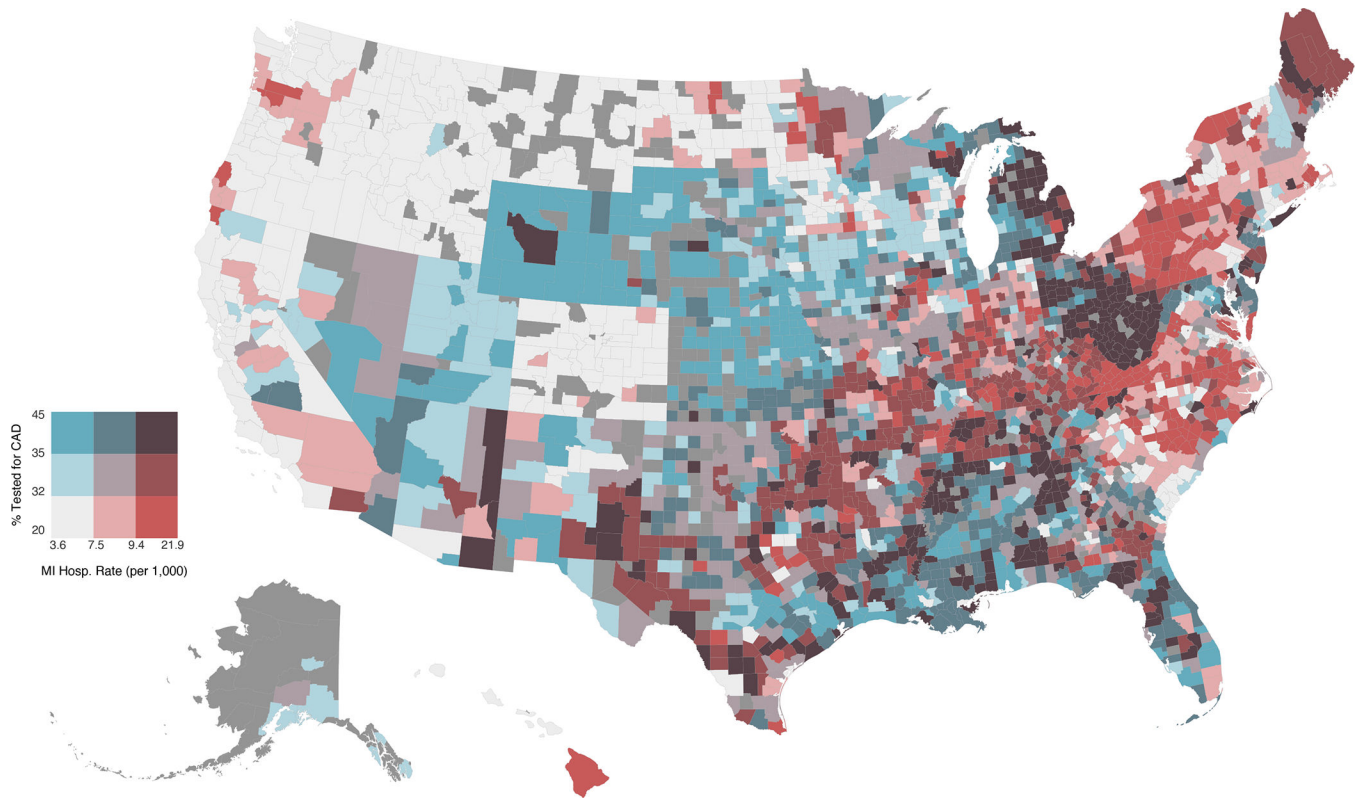 % Tested for CAD
45
35
32
20
3.6 7.5 9.4 21.9
MI Hosp. Rate (per 1,000)